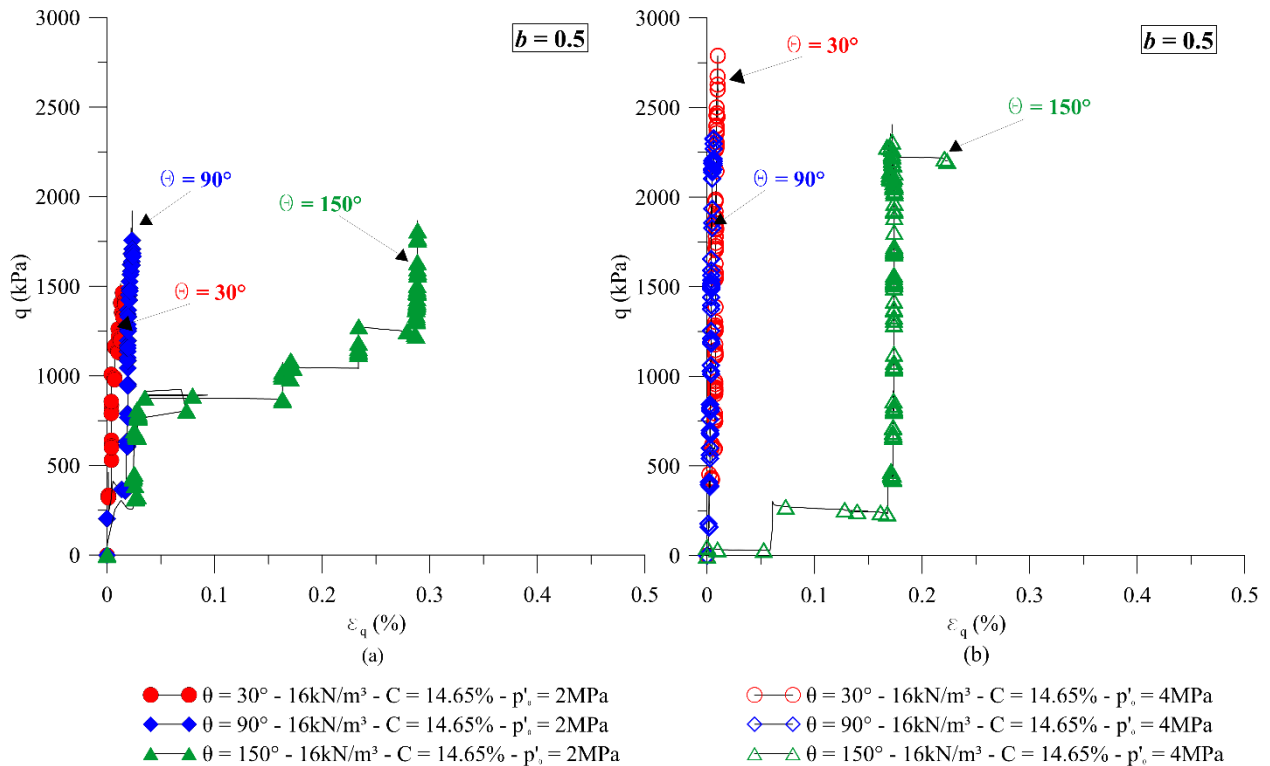 3000
2500
2000
1500
1000
500
0
q (kPa)
b = 0.5
Θ = 90°
Θ = 150°
Θ = 30°
0 0.1 0.2 0.3 0.4 0.5
εq (%)
(a)
3000
2500
2000
1500
1000
500
0
q (kPa)
b = 0.5
Θ = 30°
Θ = 150°
Θ = 90°
0 0.1 0.2 0.3 0.4 0.5
εq (%)
(b)
θ = 30° - 16kN/m³ - C = 14.65% - p'₀ = 2MPa
θ = 90° - 16kN/m³ - C = 14.65% - p'₀ = 2MPa
θ = 150° - 16kN/m³ - C = 14.65% - p'₀ = 2MPa
θ = 30° - 16kN/m³ - C = 14.65% - p'₀ = 4MPa
θ = 90° - 16kN/m³ - C = 14.65% - p'₀ = 4MPa
θ = 150° - 16kN/m³ - C = 14.65% - p'₀ = 4MPa